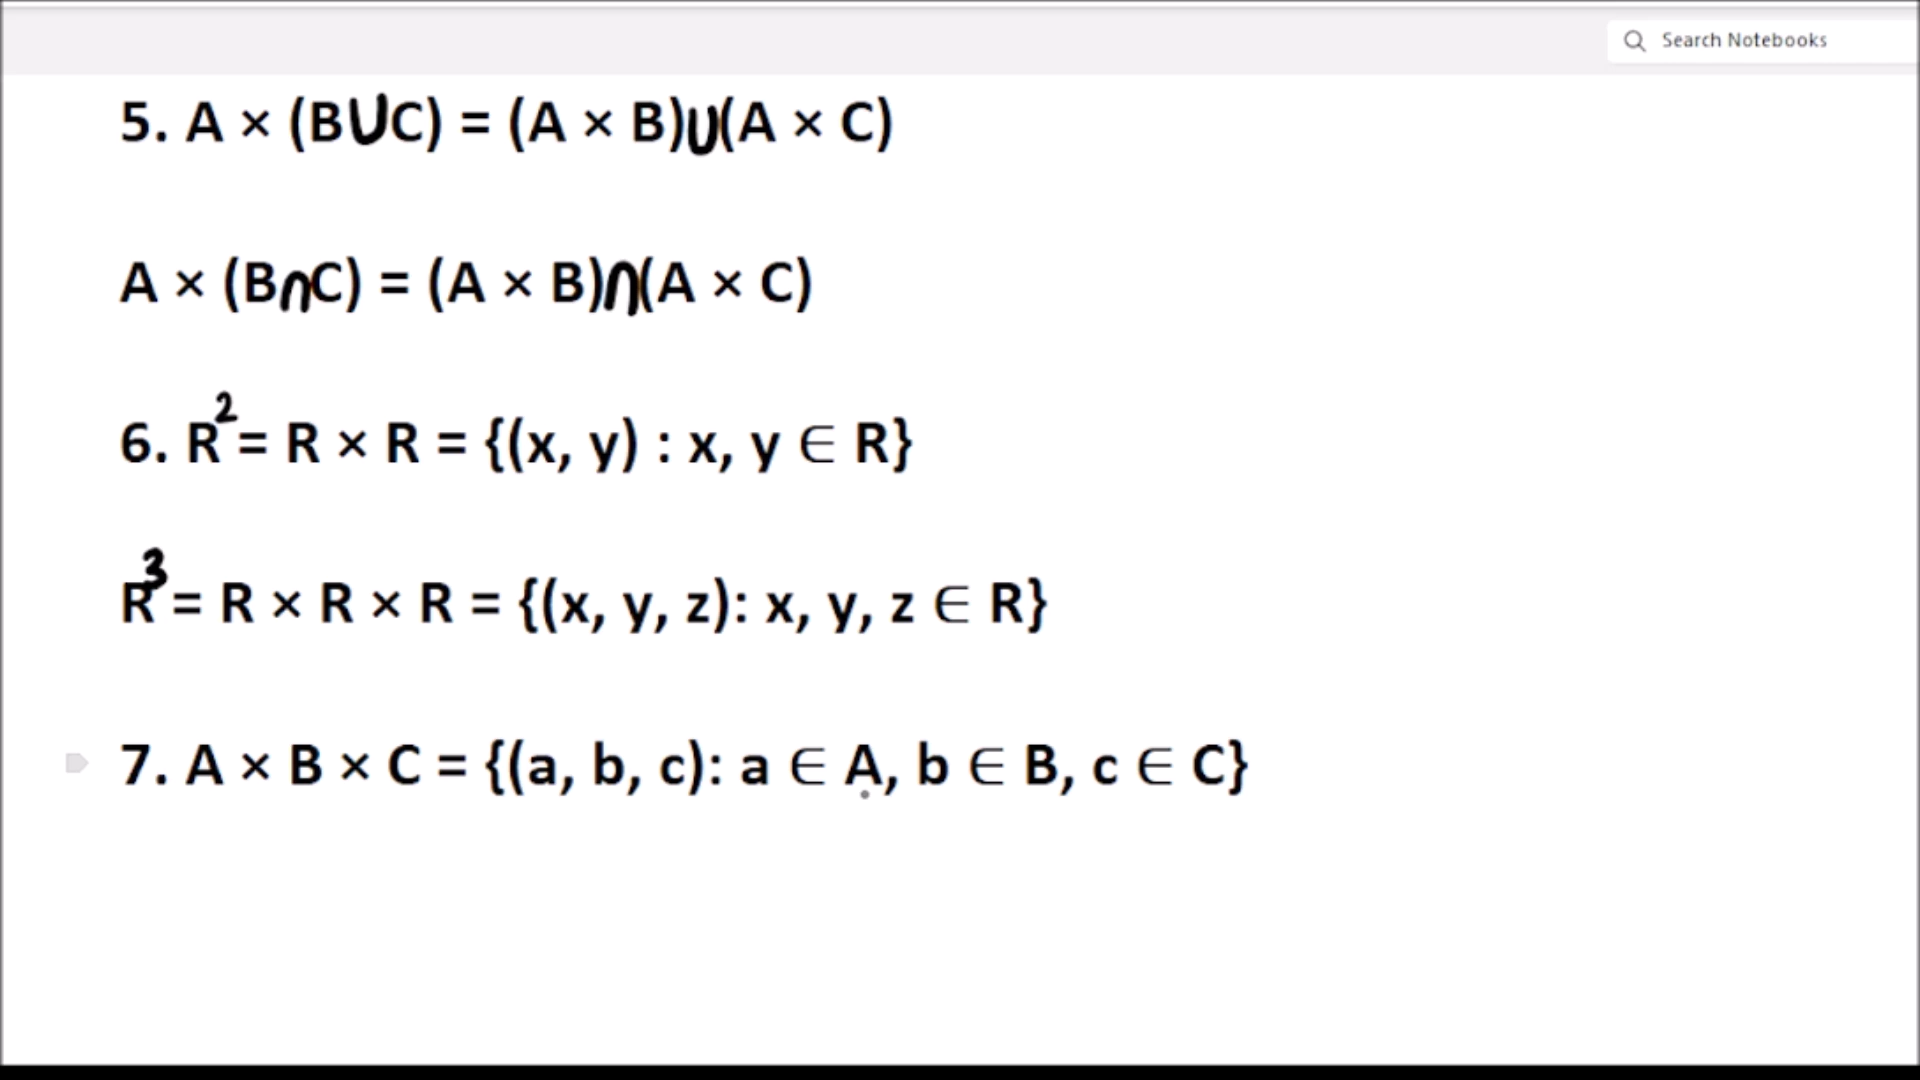 Search Notebooks
5. A × (B∪C) = (A × B)∪(A × C)
A × (B∩C) = (A × B)∩(A × C)
6. R² = R × R = {(x, y) : x, y ∈ R}
R³ = R × R × R = {(x, y, z): x, y, z ∈ R}
7. A × B × C = {(a, b, c): a ∈ A, b ∈ B, c ∈ C}